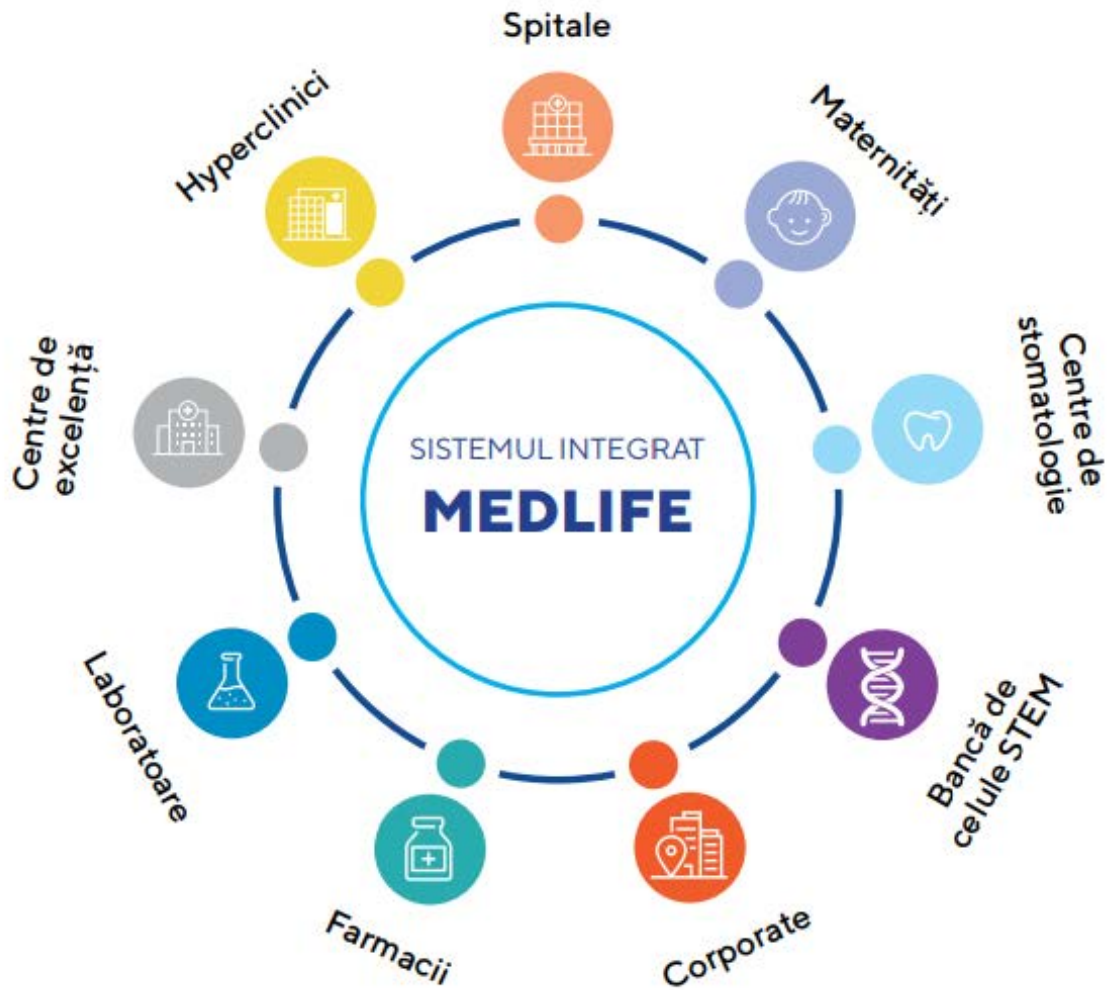 Spitale
Maternități
Centre de
stomatologie
Bancă de
celule STEM
Corporate
Farmacii
Laboratoare
Centre de
excelență
Hyperclinici
SISTEMUL INTEGRAT
MEDLIFE